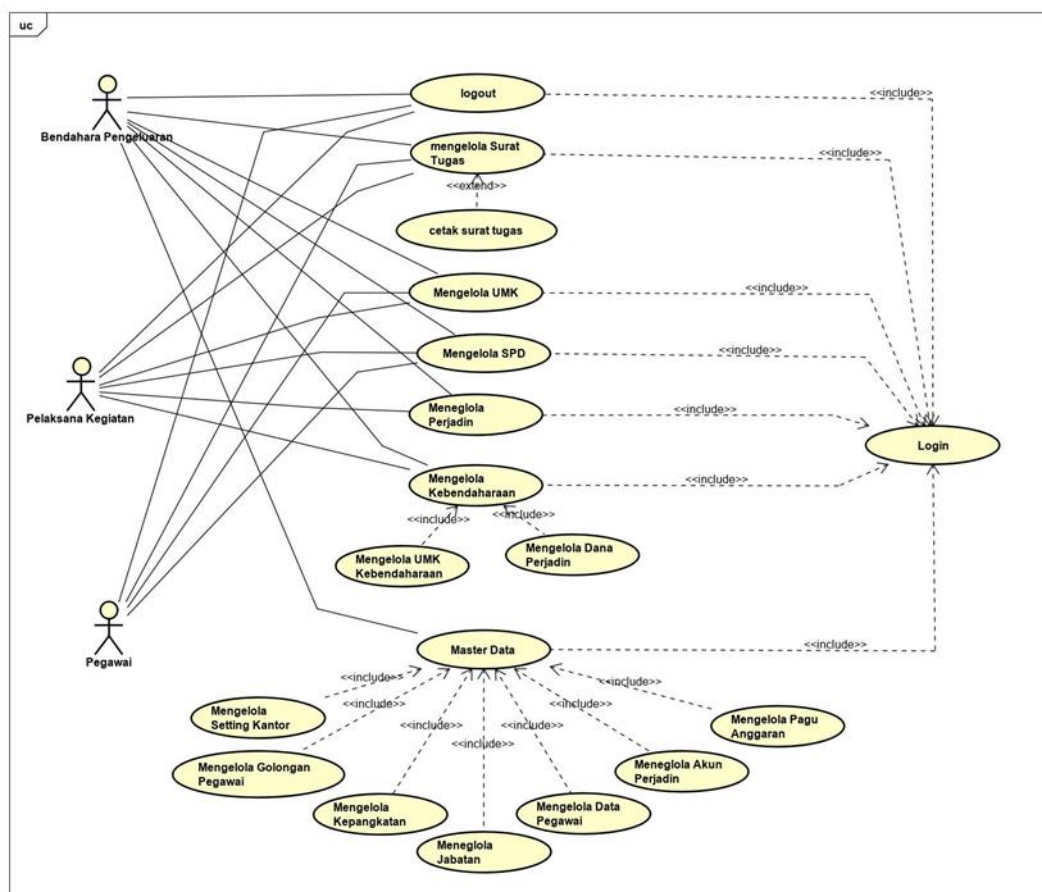 uc
Bendahara Pengeluaran
logout
<<include>>
mengelola Surat
Tugas
<<include>>
<<extend>>
cetak surat tugas
Mengelola UMK
<<include>>
Mengelola SPD
<<include>>
Pelaksana Kegiatan
Meneglola
Perjadin
<<include>>
Login
Mengelola
Kebendaharaan
<<include>>
<<include>>
<<include>>
Mengelola UMK
Kebendaharaan
Mengelola Dana
Perjadin
Pegawai
Master Data
<<include>>
<<include>>
<<include>>
<<include>>
<<include>>
<<include>>
<<include>>
<<include>>
Mengelola
Setting Kantor
Mengelola Pagu
Anggaran
Mengelola Golongan
Pegawai
Meneglola Akun
Perjadin
Mengelola
Kepangkatan
Mengelola Data
Pegawai
Meneglola
Jabatan